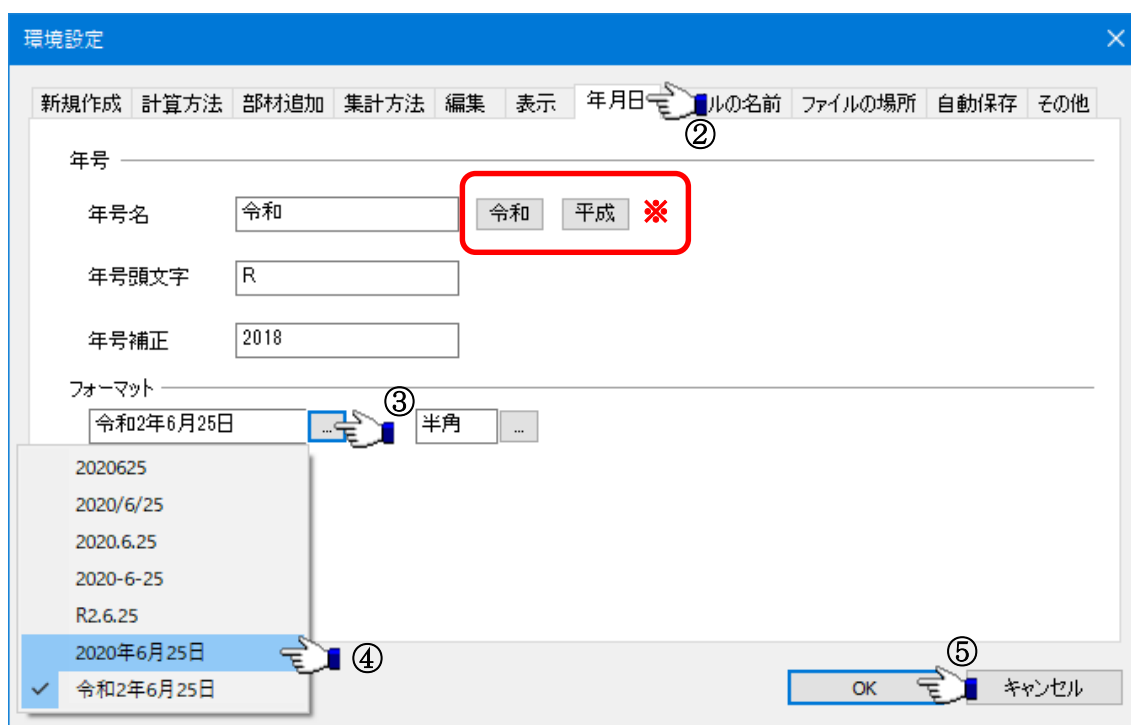 環境設定
新規作成 計算方法 部材追加 集計方法 編集 表示 年月日 ルの名前 ファイルの場所 自動保存 その他
②
年号
年号名 令和 令和 平成 ※
年号頭文字 R
年号補正 2018
フォーマット
③
令和2年6月25日 ... 半角 ...
2020625
2020/6/25
2020.6.25
2020-6-25
R2.6.25
2020年6月25日 ④
令和2年6月25日
⑤
OK キャンセル